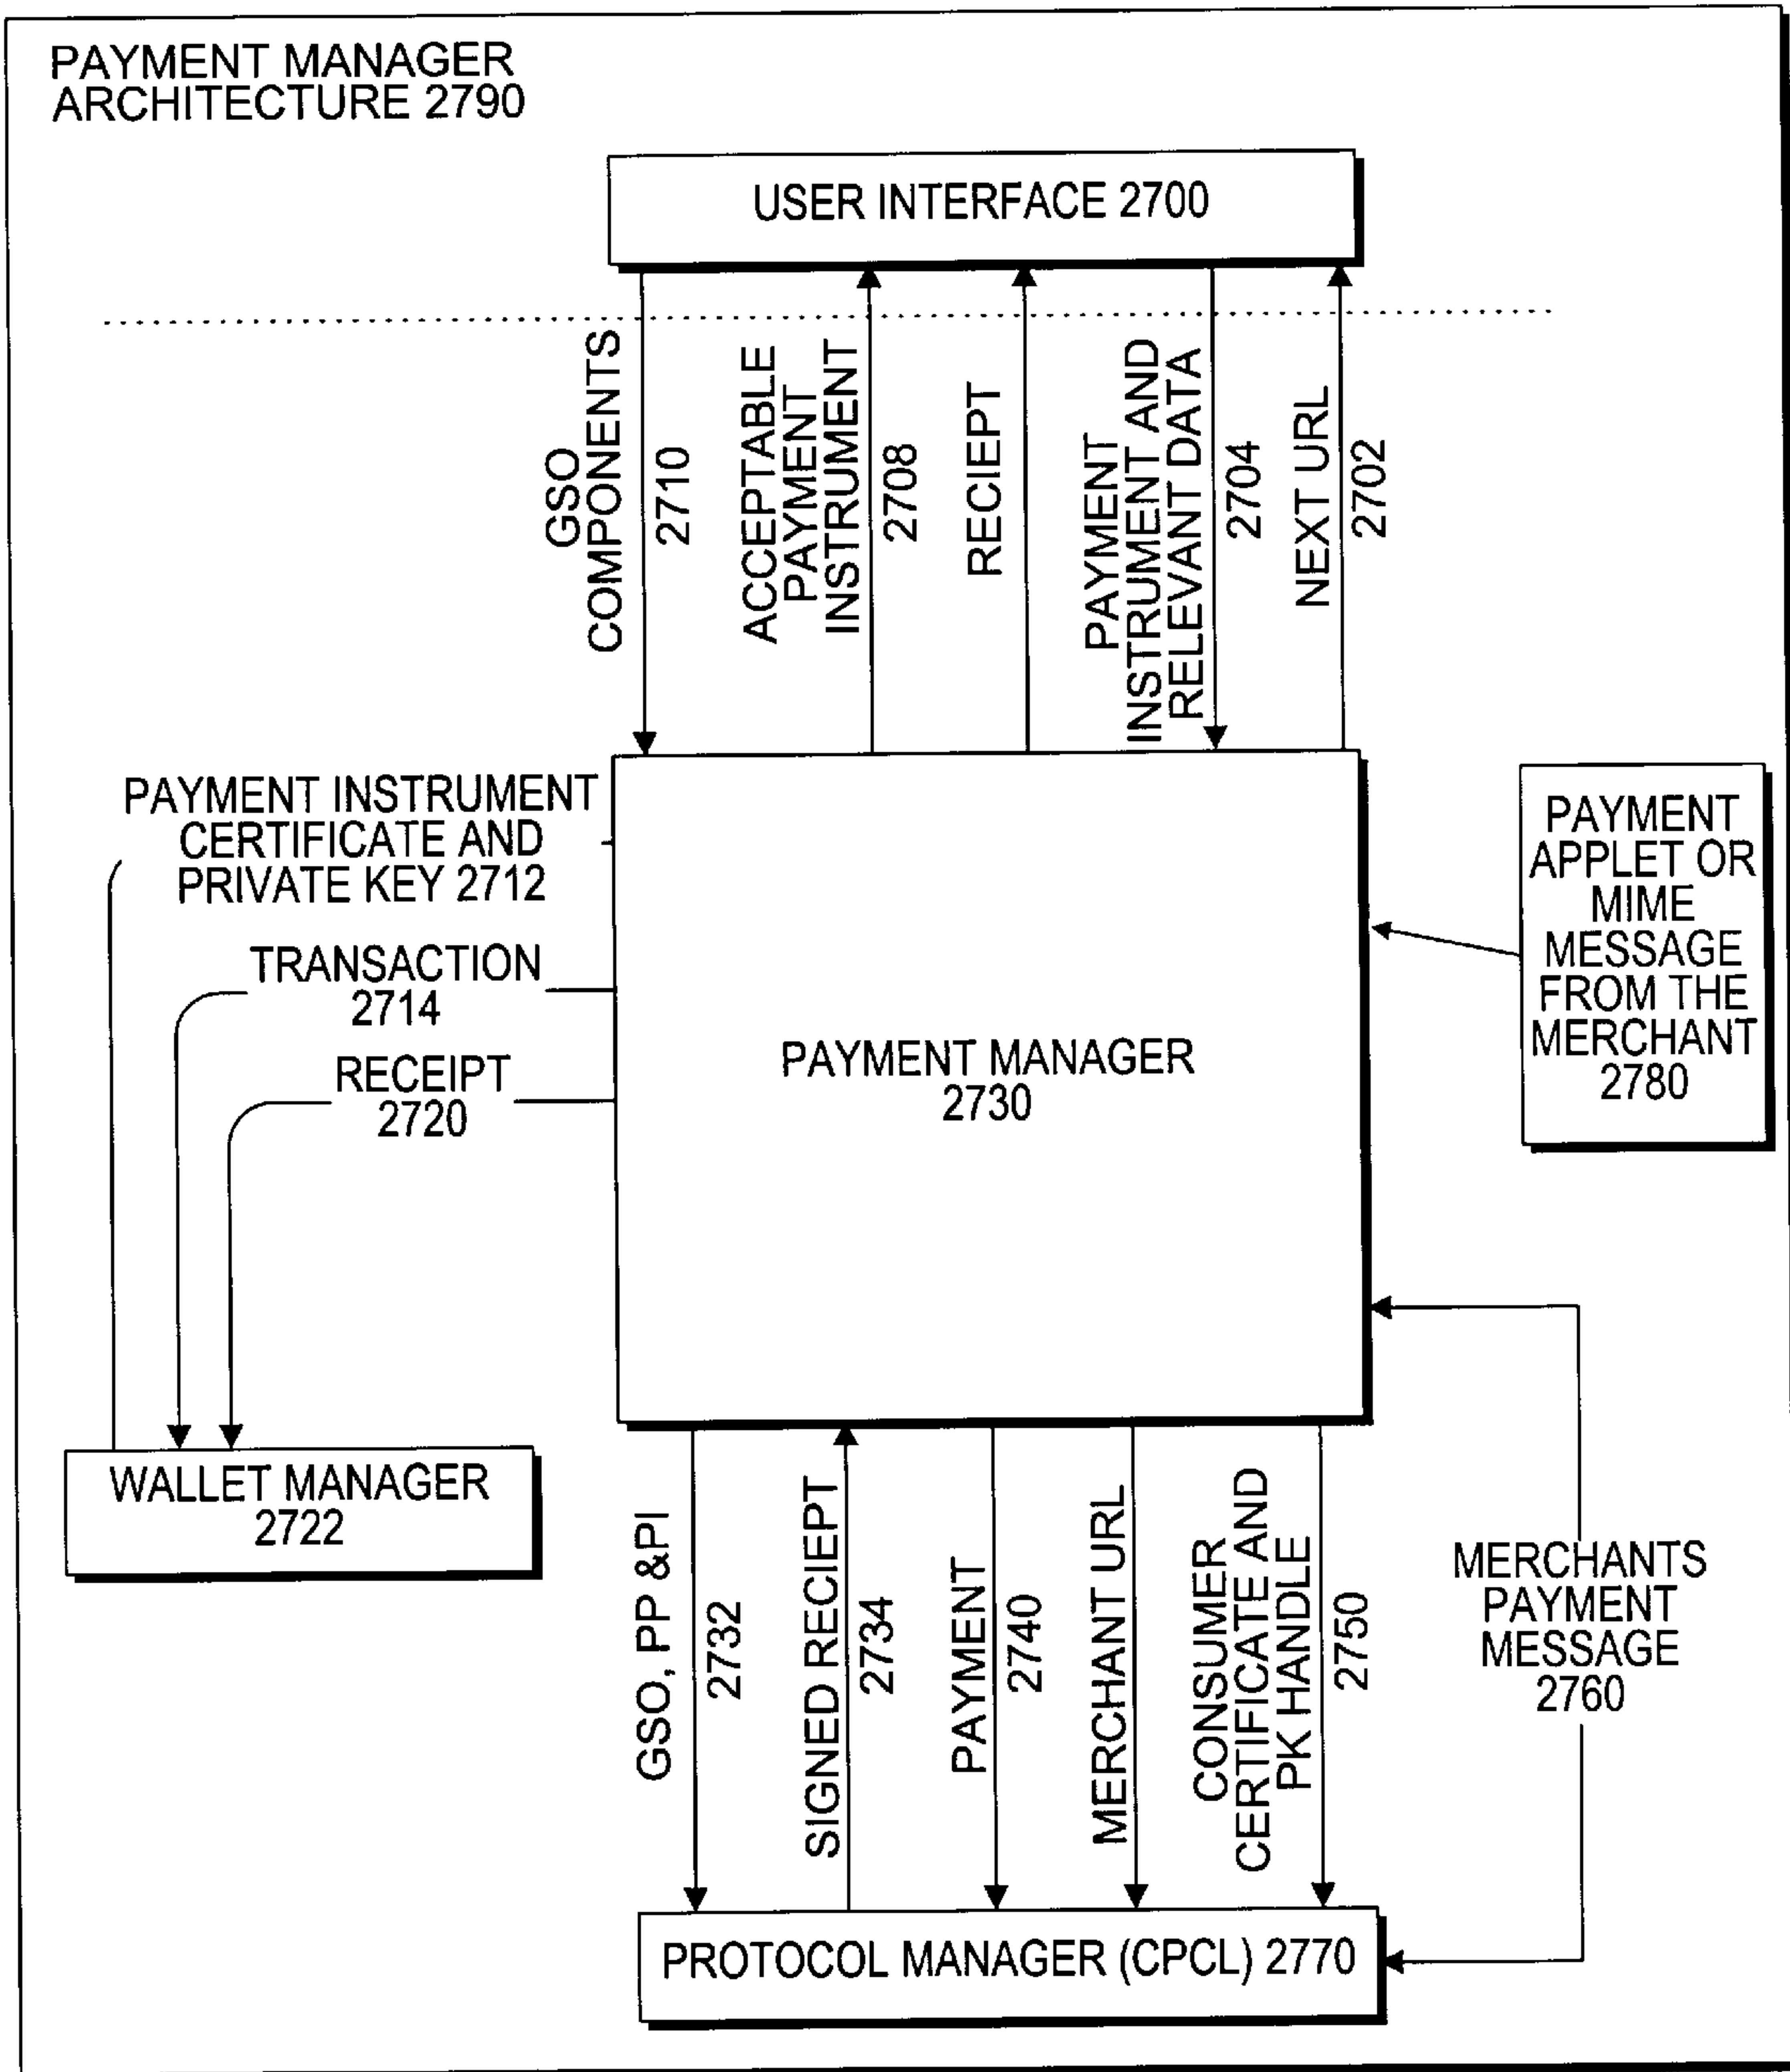 PAYMENT MANAGER
ARCHITECTURE 2790
USER INTERFACE 2700
GSO
COMPONENTS
2710
ACCEPTABLE
PAYMENT
INSTRUMENT
2708
RECIEPT
PAYMENT
INSTRUMENT AND
RELEVANT DATA
2704
NEXT URL
2702
PAYMENT INSTRUMENT
CERTIFICATE AND
PRIVATE KEY 2712
TRANSACTION
2714
RECEIPT
2720
PAYMENT MANAGER
2730
PAYMENT
APPLET OR
MIME
MESSAGE
FROM THE
MERCHANT
2780
WALLET MANAGER
2722
GSO, PP &PI
2732
SIGNED RECIEPT
2734
PAYMENT
2740
MERCHANT URL
CONSUMER
CERTIFICATE AND
PK HANDLE
2750
MERCHANTS
PAYMENT
MESSAGE
2760
PROTOCOL MANAGER (CPCL) 2770